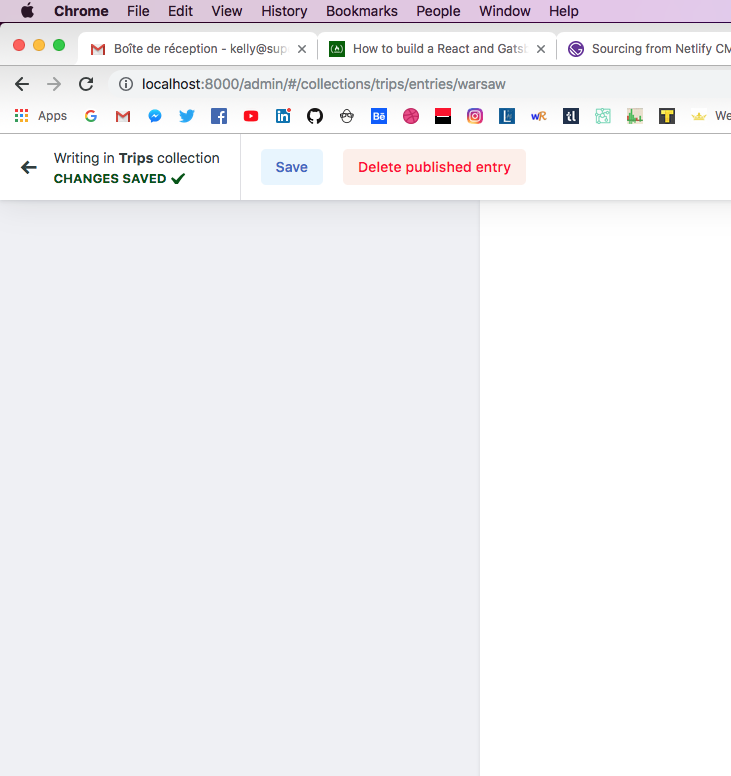 Chrome File Edit View History Bookmarks People Window Help
Boîte de réception - kelly@sup
How to build a React and Gats
Sourcing from Netlify CM
localhost:8000/admin/#/collections/trips/entries/warsaw
Apps
We
Writing in Trips collection
CHANGES SAVED
Save
Delete published entry